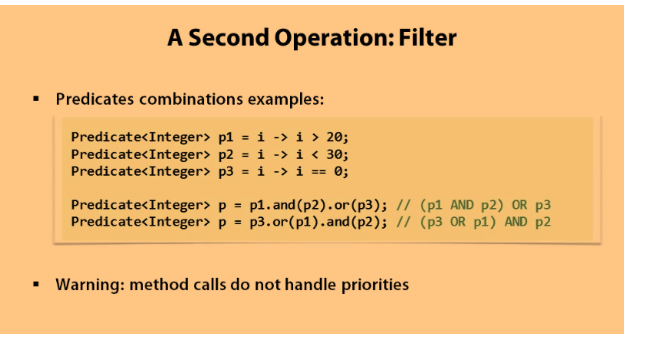 A Second Operation: Filter
▪ Predicates combinations examples:
Predicate<Integer> p1 = i -> i > 20;
Predicate<Integer> p2 = i -> i < 30;
Predicate<Integer> p3 = i -> i == 0;
Predicate<Integer> p = p1.and(p2).or(p3); // (p1 AND p2) OR p3
Predicate<Integer> p = p3.or(p1).and(p2); // (p3 OR p1) AND p2
▪ Warning: method calls do not handle priorities